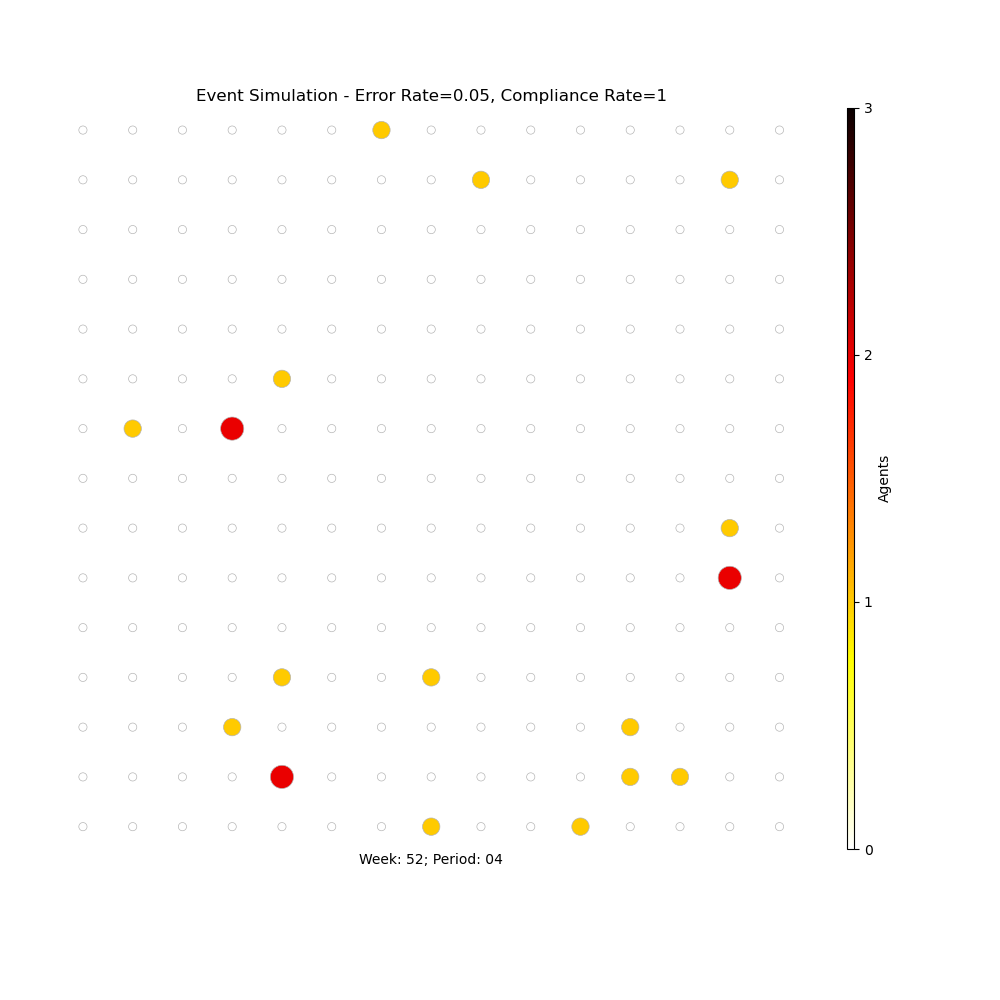 Event Simulation - Error Rate=0.05, Compliance Rate=1
3
2
Agents
1
0
Week: 52; Period: 04